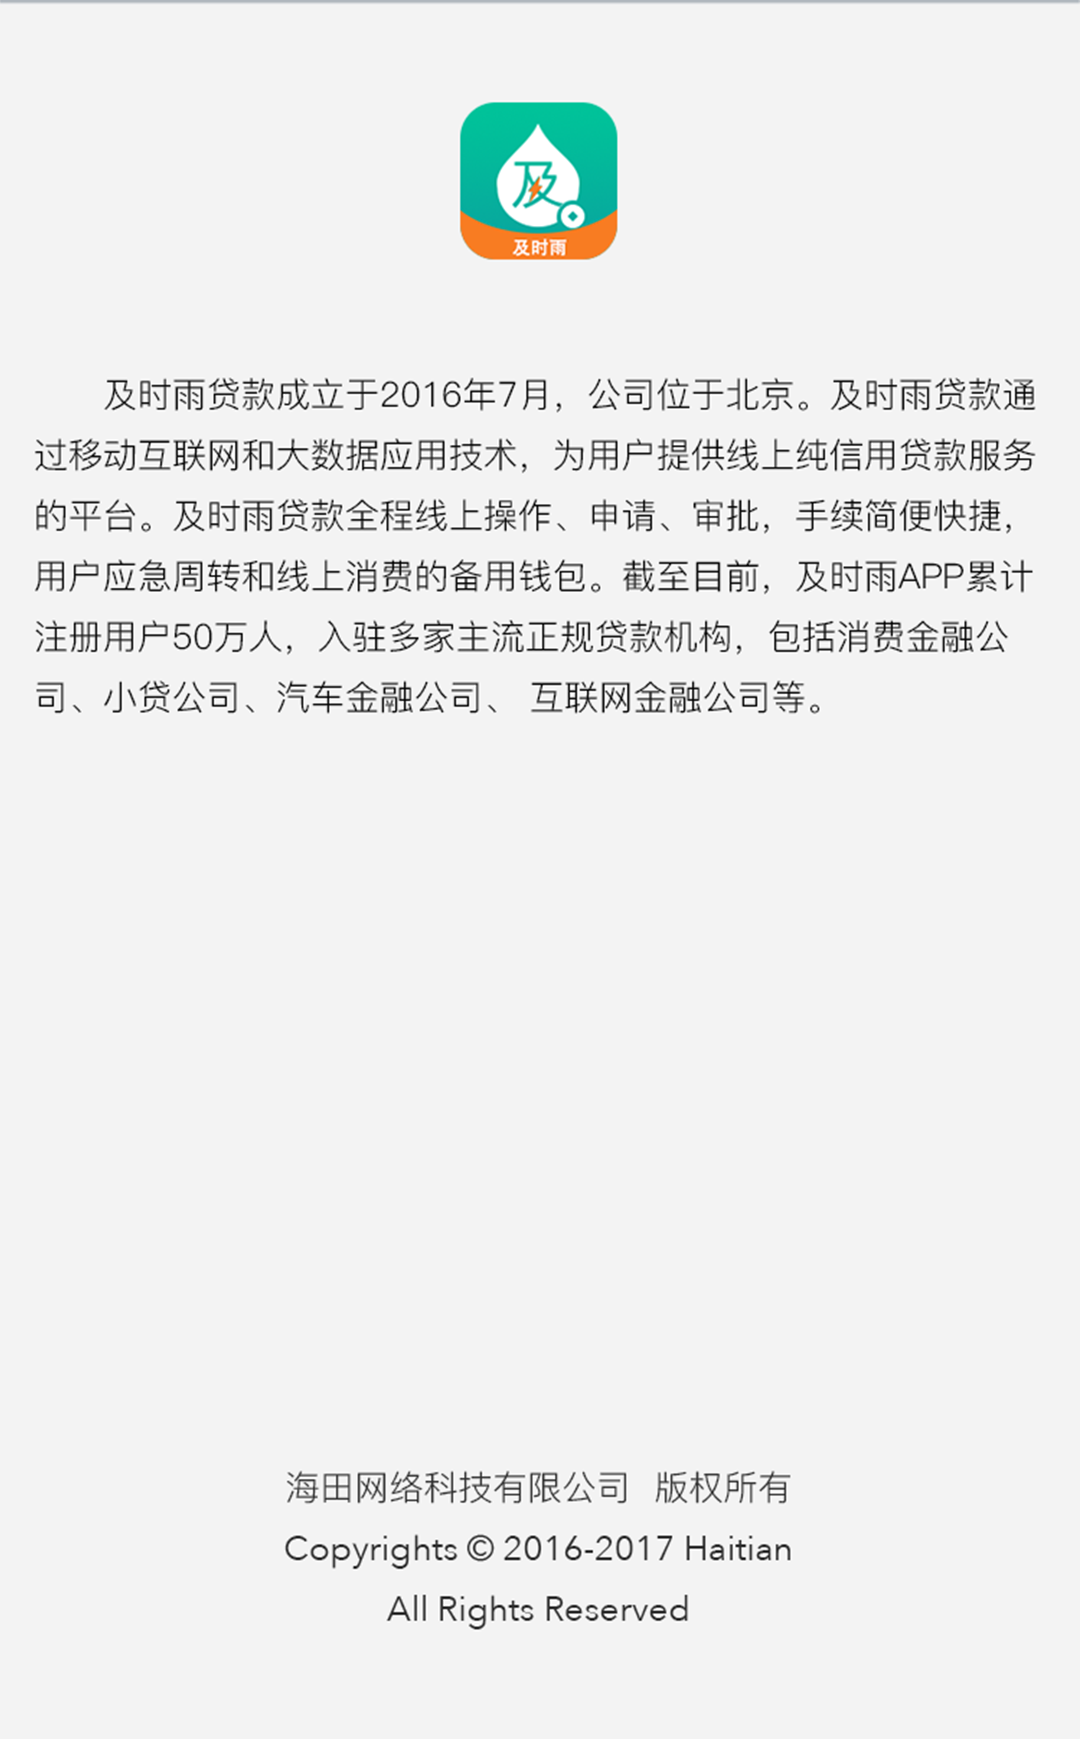 及
及时雨
及时雨贷款成立于2016年7月，公司位于北京。及时雨贷款通
过移动互联网和大数据应用技术，为用户提供线上纯信用贷款服务
的平台。及时雨贷款全程线上操作、申请、审批，手续简便快捷，
用户应急周转和线上消费的备用钱包。截至目前，及时雨APP累计
注册用户50万人，入驻多家主流正规贷款机构，包括消费金融公
司、小贷公司、汽车金融公司、 互联网金融公司等。
海田网络科技有限公司 版权所有
Copyrights © 2016-2017 Haitian
All Rights Reserved